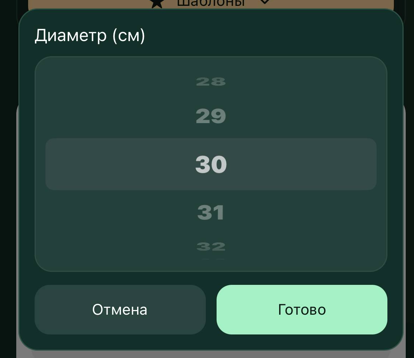 Шаблоны
Диаметр (см)
28
29
30
31
32
Отмена
Готово